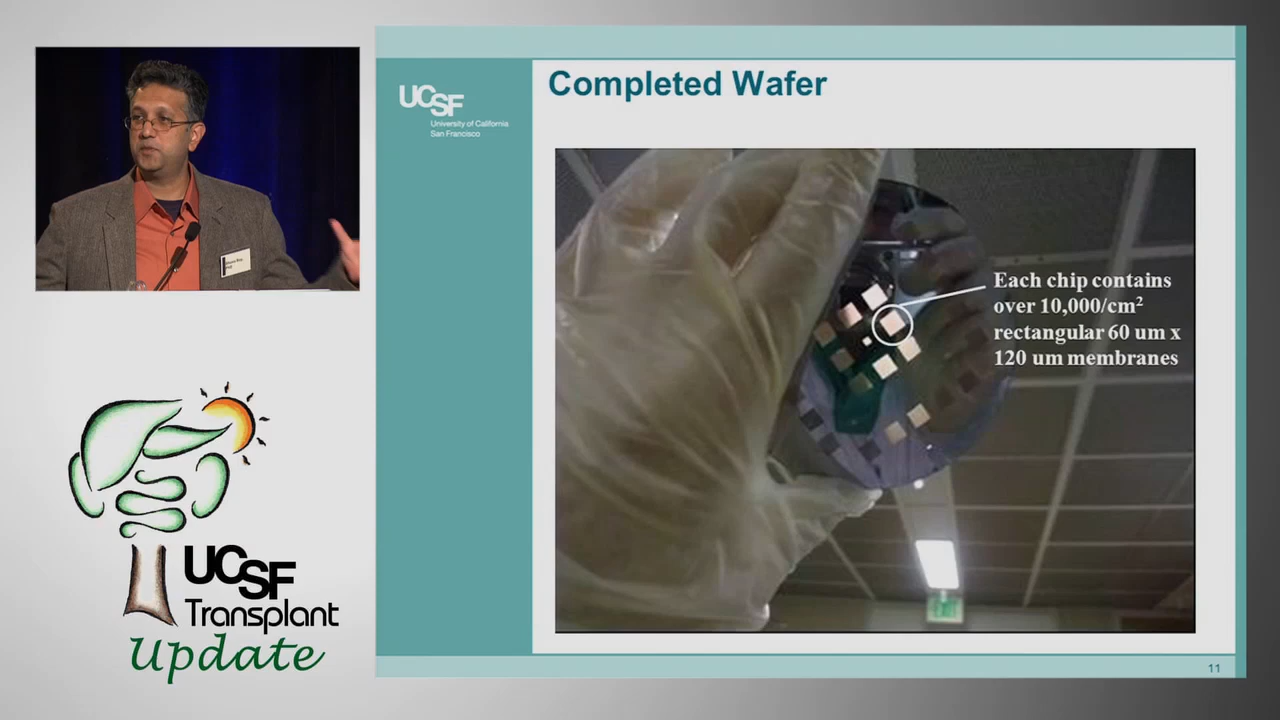 Completed Wafer
UCSF
University of California
San Francisco
Each chip contains
over 10,000/cm²
rectangular 60 um x
120 um membranes
UCSF
Transplant
Update
11